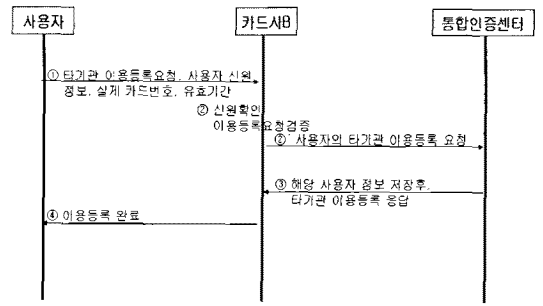 사용자
카드사B
통합인증센터
① 타기관 이용등록요청, 사용자 신원
정보, 실제 카드번호, 유효기간
② 신원확인
이용등록요청검증
② 사용자의 타기관 이용등록 요청
③ 해당 사용자 정보 저장후,
타기관 이용등록 응답
④ 이용등록 완료